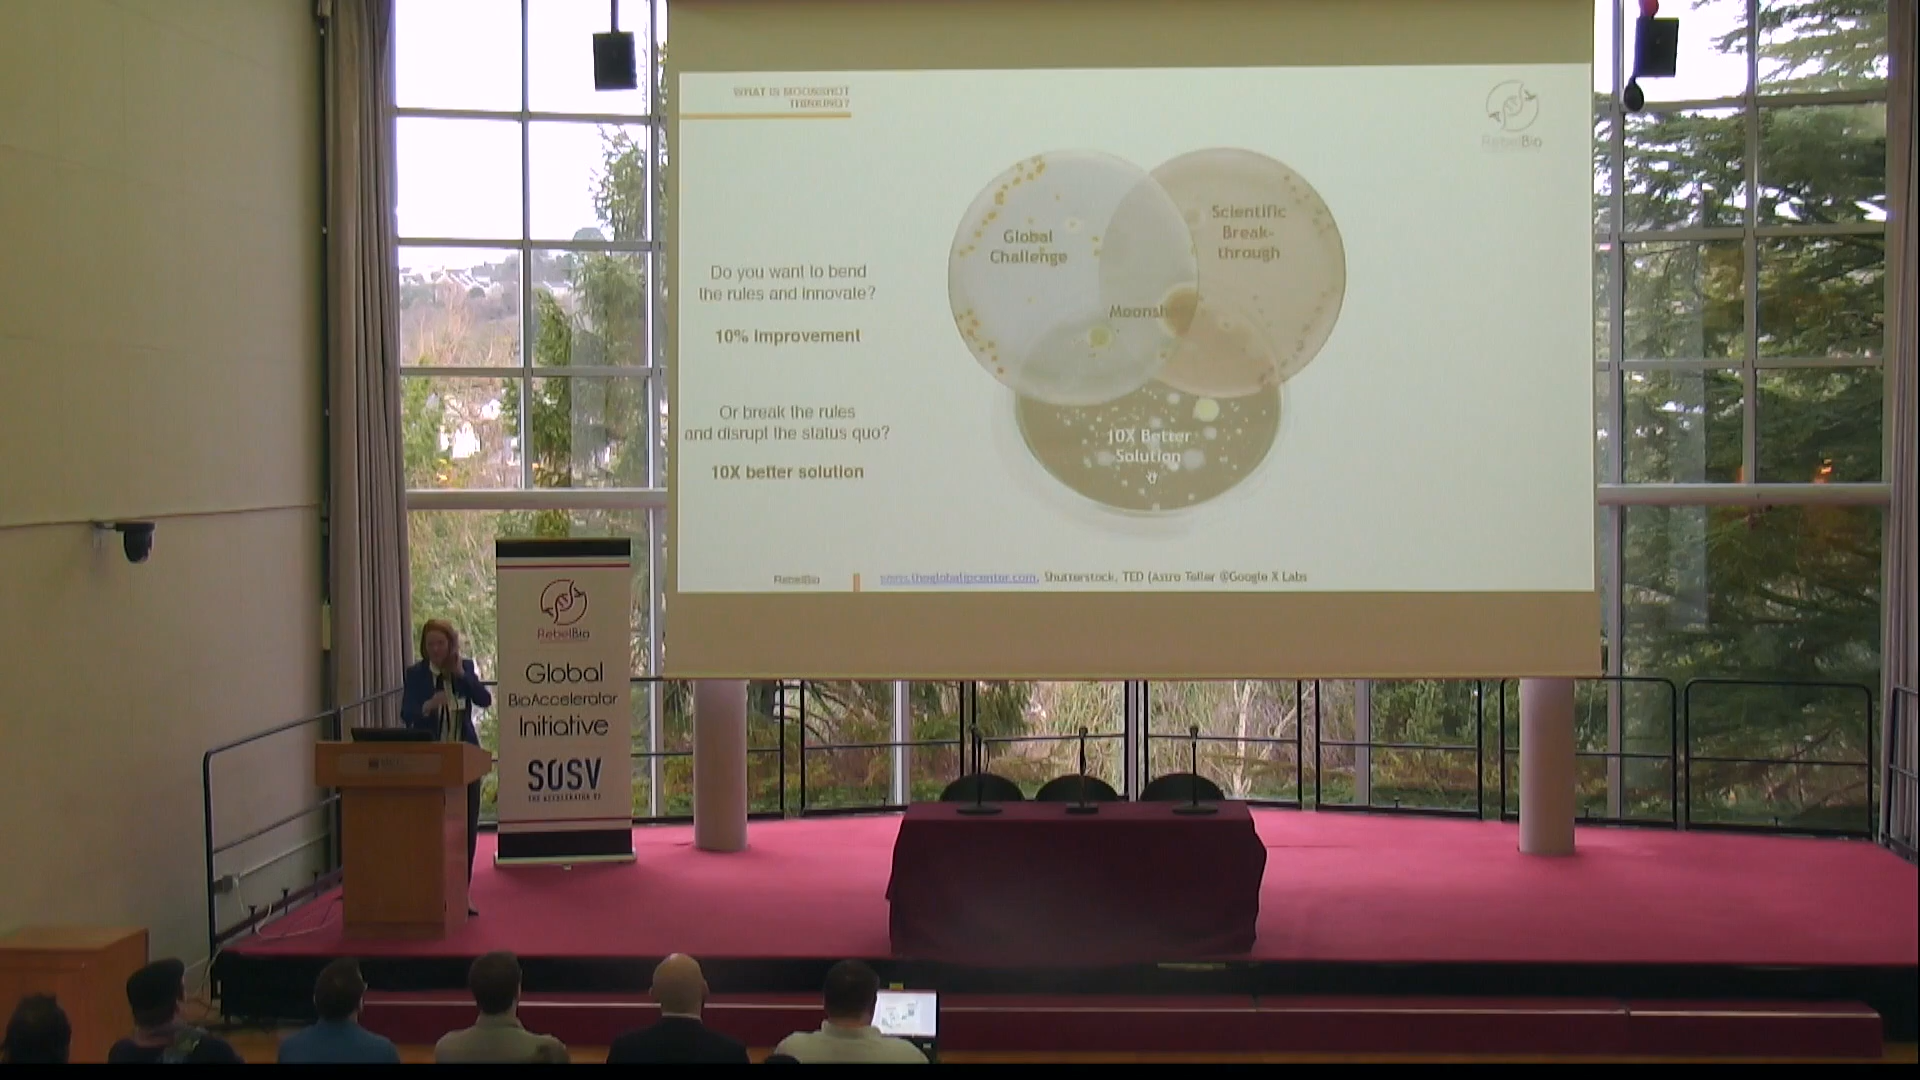 WHAT IS MOONSHOT
THINKING?
RebelBio
Do you want to bend
the rules and innovate?
10% Improvement
Or break the rules
and disrupt the status quo?
10X better solution
Global
Challenge
Scientific
Break-
through
Moonsh
10X Better
Solution
RebelBio
www.theglobalipcenter.com, Shutterstock, TED (Astro Teller @Google X Labs
RebelBio
Global
BioAccelerator
Initiative
SOSV
THE ACCELERATOR VC